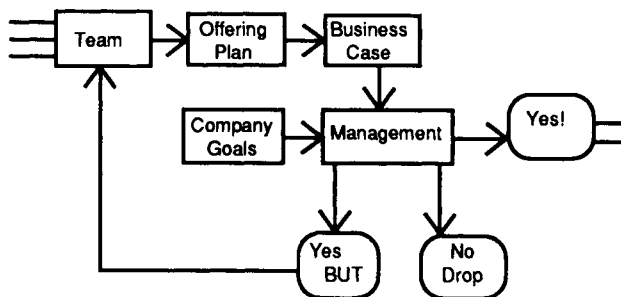 Team
Offering
Plan
Business
Case
Company
Goals
Management
Yes!
Yes
BUT
No
Drop